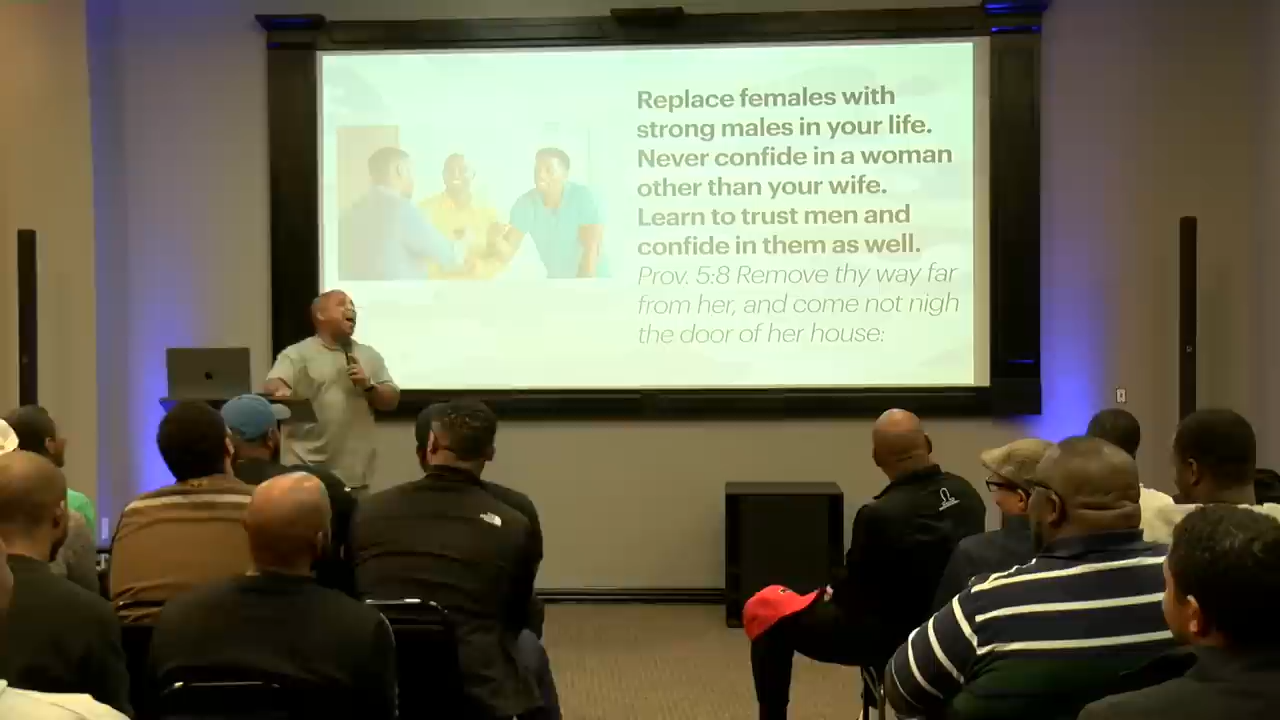 Replace females with
strong males in your life.
Never confide in a woman
other than your wife.
Learn to trust men and
confide in them as well.
Prov. 5:8 Remove thy way far
from her, and come not nigh
the door of her house: